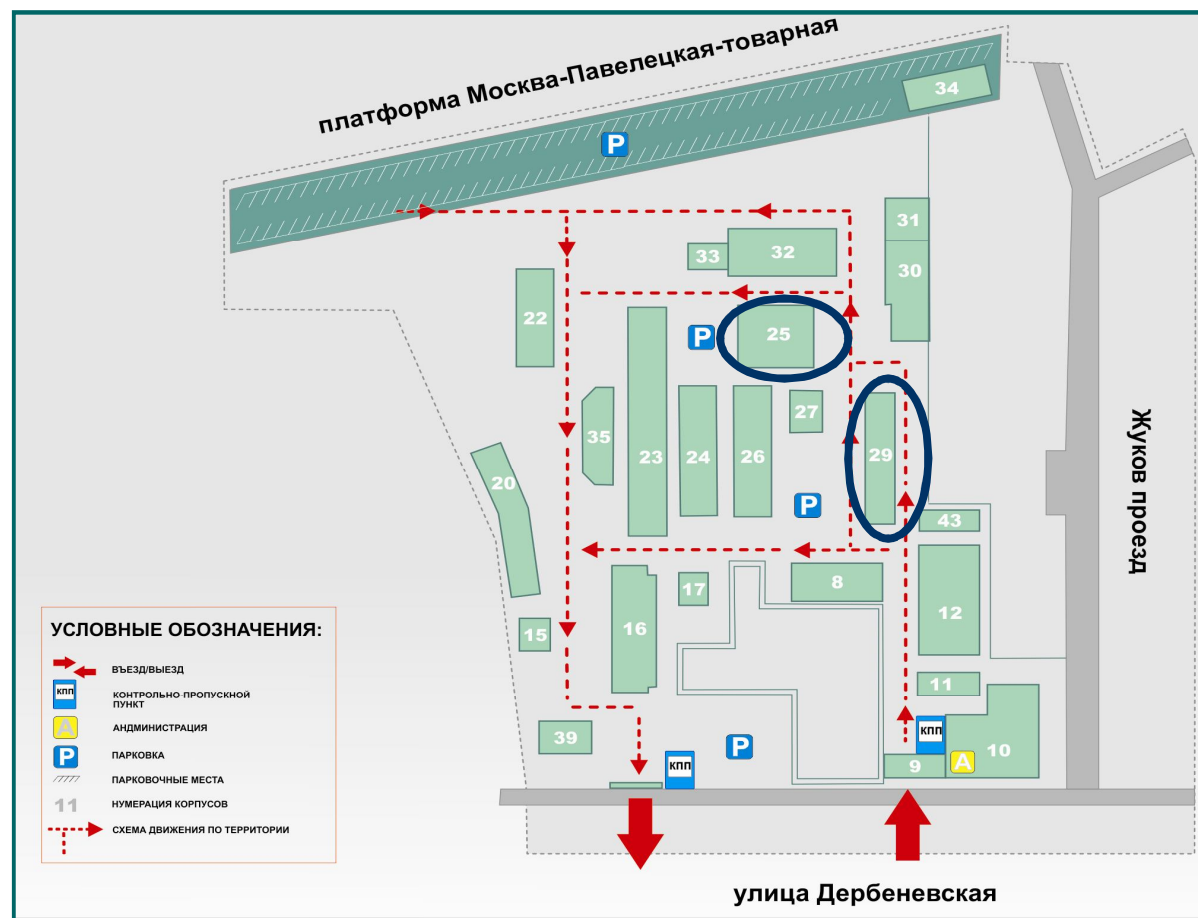 платформа Москва-Павелецкая-товарная
34
P
31
33
32
30
22
P
25
27
35
23
24
26
29
20
P
43
Жуков проезд
8
17
12
16
15
11
39
P
КПП
КПП
9
А
10
улица Дербеневская
УСЛОВНЫЕ ОБОЗНАЧЕНИЯ:
ВЪЕЗД/ВЫЕЗД
КПП
КОНТРОЛЬНО-ПРОПУСКНОЙ
ПУНКТ
А
АНДМИНИСТРАЦИЯ
P
ПАРКОВКА
ПАРКОВОЧНЫЕ МЕСТА
11
НУМЕРАЦИЯ КОРПУСОВ
СХЕМА ДВИЖЕНИЯ ПО ТЕРРИТОРИИ